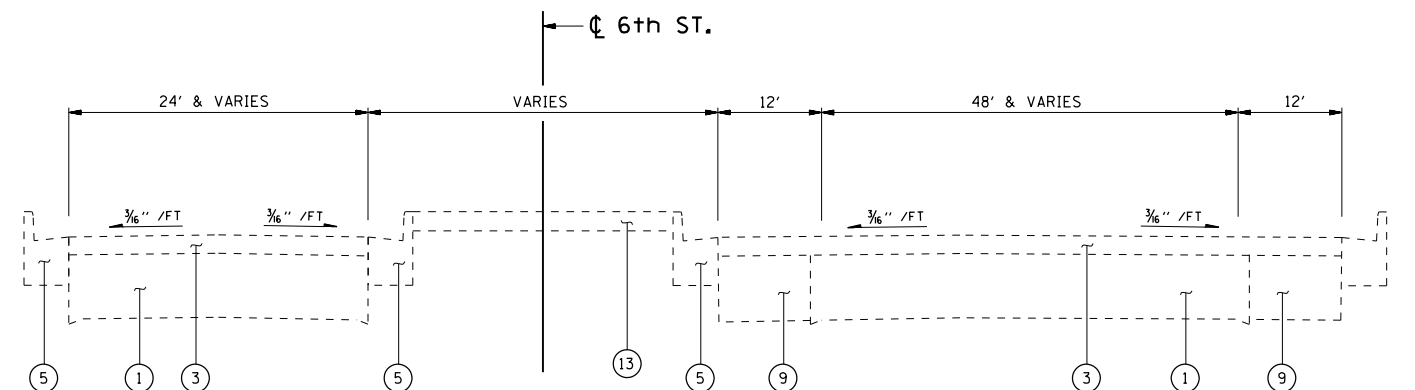 ℄ 6th ST.
24' & VARIES
VARIES
12'
48' & VARIES
12'
3/16'' /FT
3/16'' /FT
3/16'' /FT
3/16'' /FT
13
5
1
3
5
5
9
3
1
9